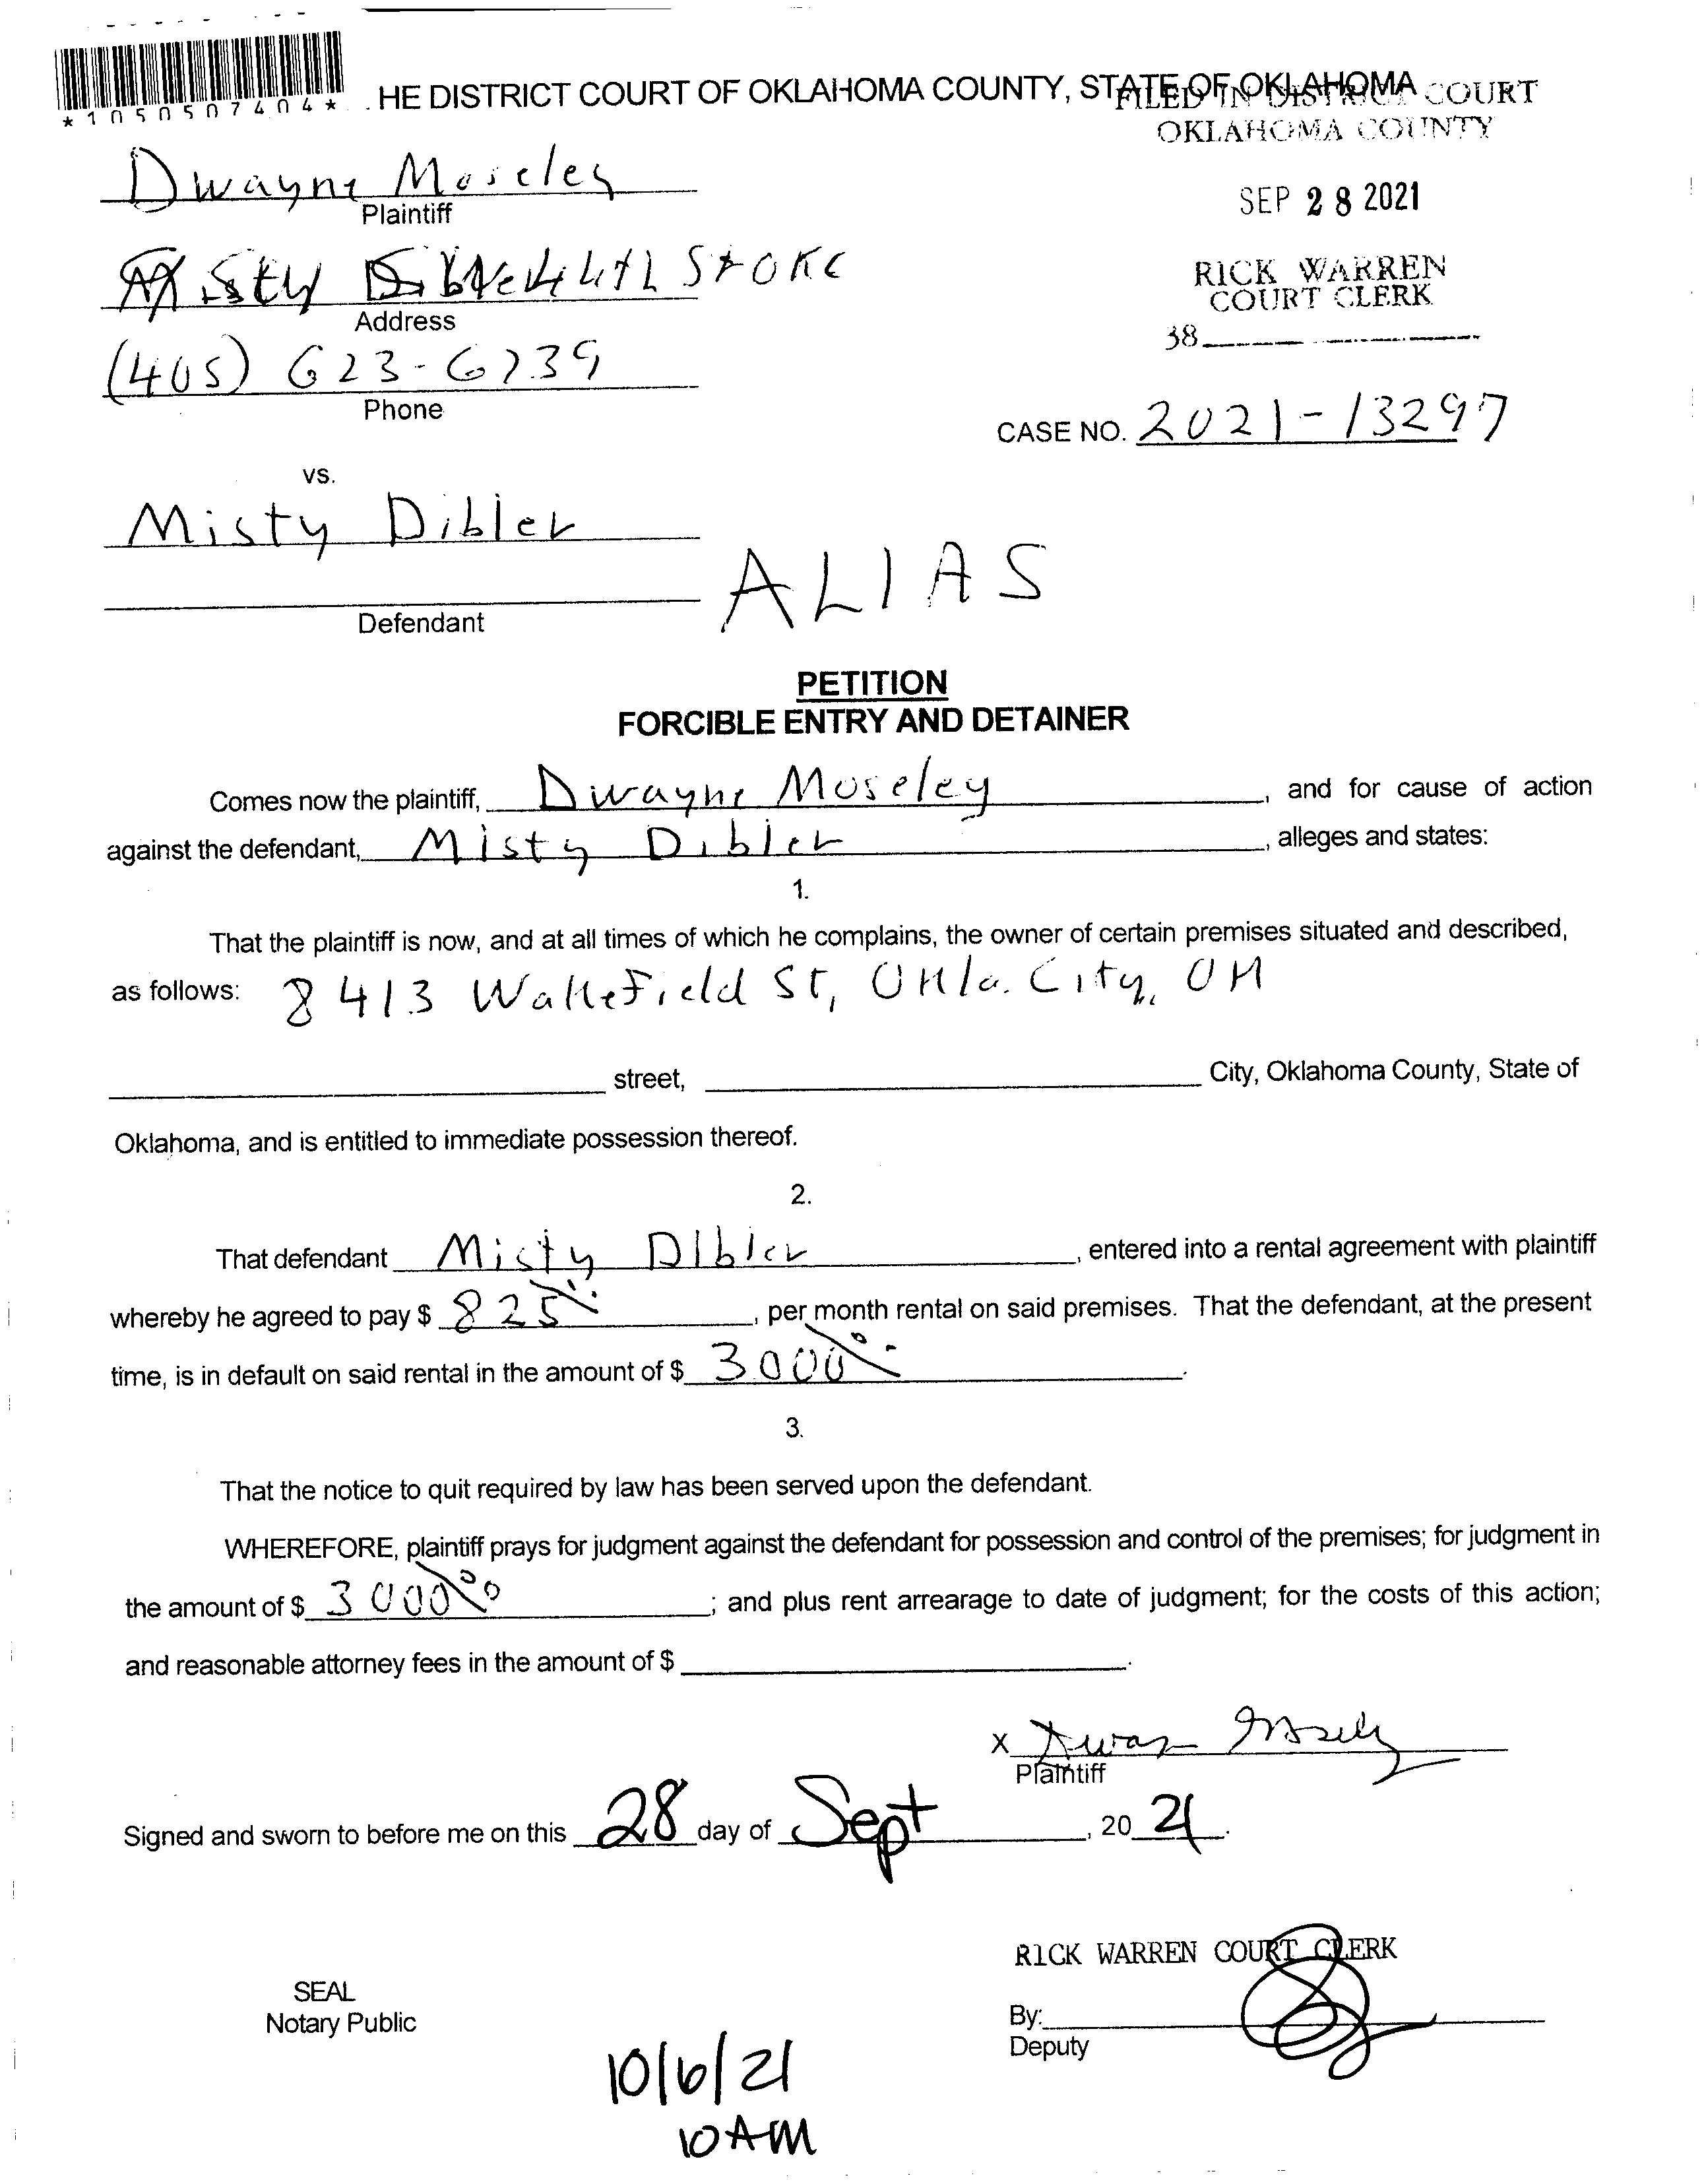 *1050507404*
HE DISTRICT COURT OF OKLAHOMA COUNTY, STATE OF OKLAHOMA
FILED IN DISTRICT COURT
OKLAHOMA COUNTY
Dwayne Moseley
Plaintiff
SEP 28 2021
Misty 44th St OKC
Address
RICK WARREN
COURT CLERK
38
(405) 623-6239
Phone
CASE NO. 2021-13297
vs.
Misty Dibler
ALIAS
Defendant
PETITION
FORCIBLE ENTRY AND DETAINER
Comes now the plaintiff, Dwayne Moseley, and for cause of action
against the defendant, Misty Dibler, alleges and states:
1.
That the plaintiff is now, and at all times of which he complains, the owner of certain premises situated and described,
as follows: 8413 Wakefield St, Okla. City, OK
street, City, Oklahoma County, State of
Oklahoma, and is entitled to immediate possession thereof.
2.
That defendant Misty Dibler, entered into a rental agreement with plaintiff
whereby he agreed to pay $ 825, per month rental on said premises. That the defendant, at the present
time, is in default on said rental in the amount of $ 3000.
3.
That the notice to quit required by law has been served upon the defendant.
WHEREFORE, plaintiff prays for judgment against the defendant for possession and control of the premises; for judgment in
the amount of $ 3000 00; and plus rent arrearage to date of judgment; for the costs of this action;
and reasonable attorney fees in the amount of $ .
X Dwayne Moseley
Plaintiff
Signed and sworn to before me on this 28 day of Sept, 20 21.
RICK WARREN COURT CLERK
SEAL
Notary Public
By:
Deputy
10/6/21
10 AM